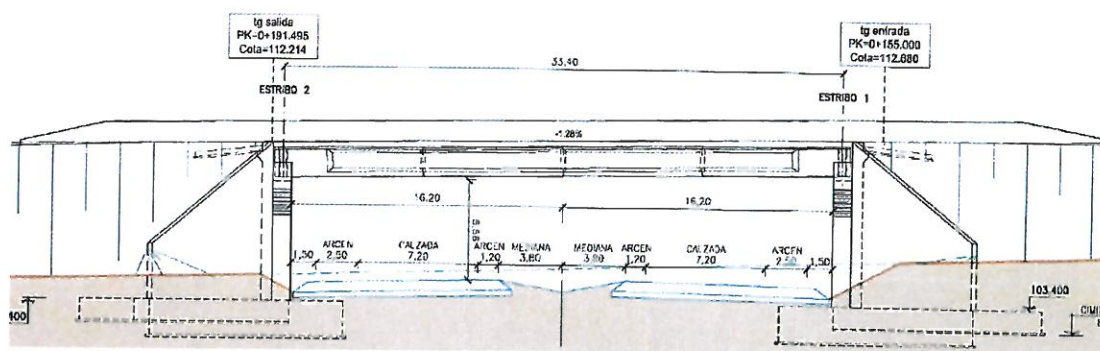 tg salida
PK=0+191.495
Cota=112.214
tg entrada
PK=0+155.000
Cota=112.680
33,40
ESTRIBO 2
ESTRIBO 1
-1.28%
16,20
16,20
1,50
ARCEN
2,50
CALZADA
7,20
ARCEN
1,20
MEDIANA
3,80
MEDIANA
3,80
ARCEN
1,20
CALZADA
7,20
ARCEN
2,50
1,50
400
103,400
CIMI